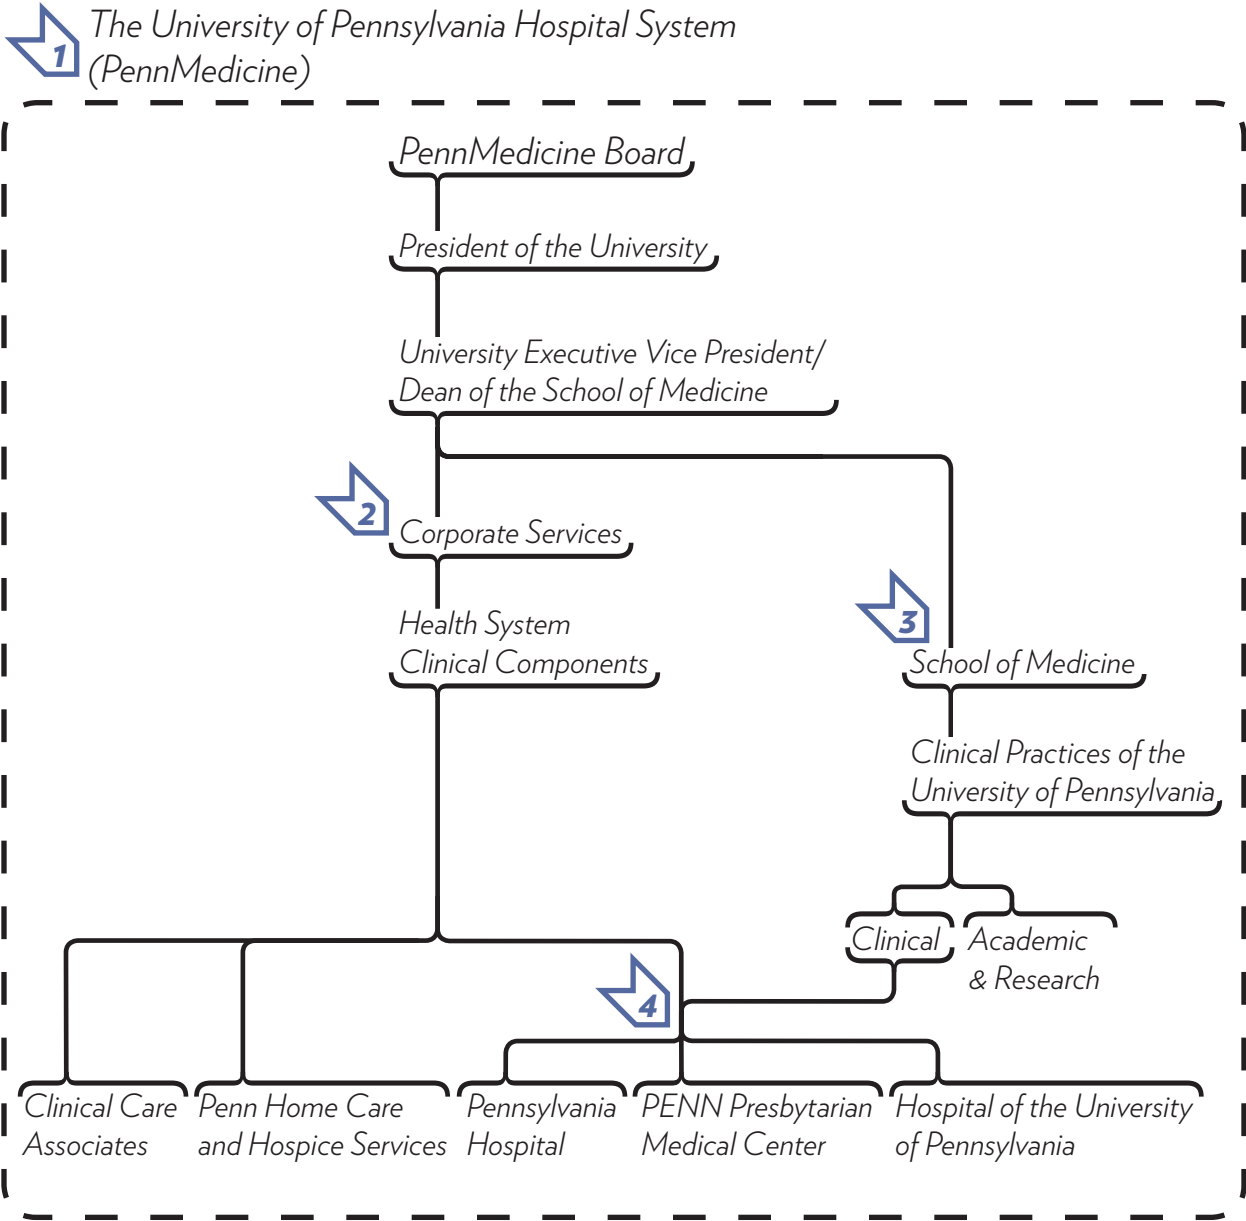 1
The University of Pennsylvania Hospital System
(PennMedicine)
PennMedicine Board
President of the University
University Executive Vice President/
Dean of the School of Medicine
2
Corporate Services
Health System
Clinical Components
3
School of Medicine
Clinical Practices of the
University of Pennsylvania
Clinical
Academic
& Research
4
Clinical Care
Associates
Penn Home Care
and Hospice Services
Pennsylvania
Hospital
PENN Presbytarian
Medical Center
Hospital of the University
of Pennsylvania